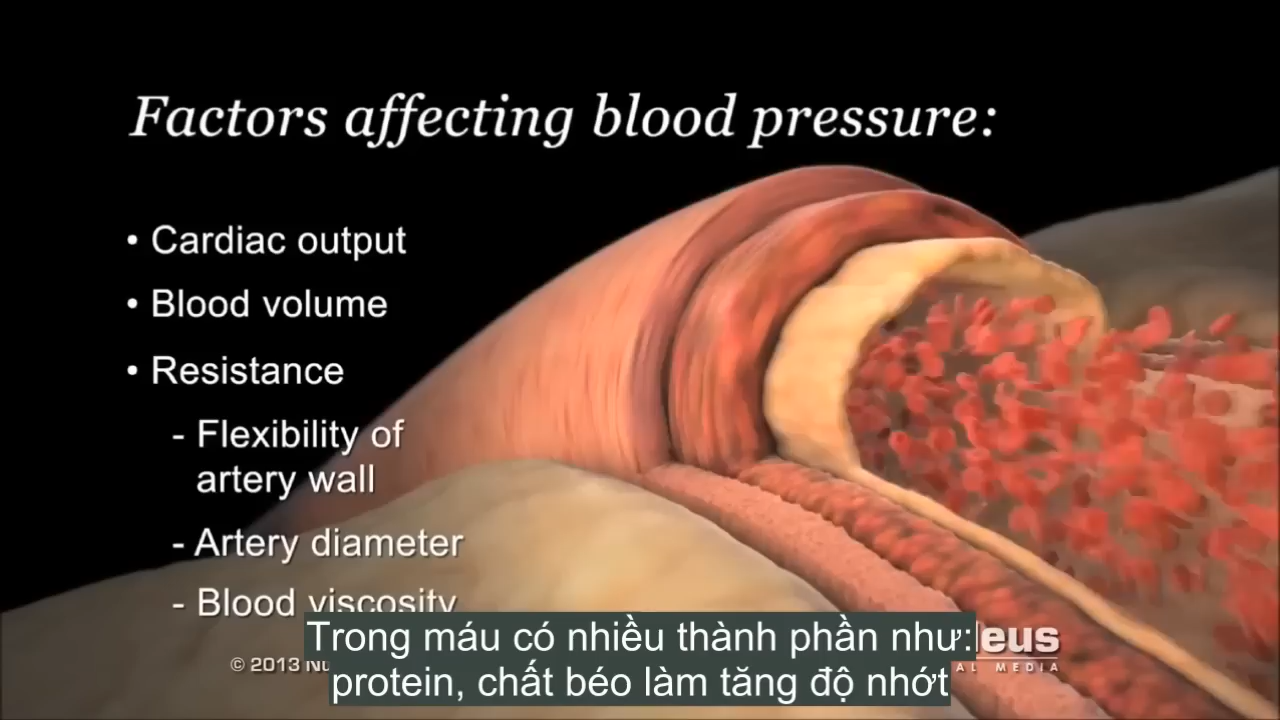 Factors affecting blood pressure:
• Cardiac output
• Blood volume
• Resistance
- Flexibility of
artery wall
- Artery diameter
- Blood viscosity
Trong máu có nhiều thành phần như:
protein, chất béo làm tăng độ nhớt
© 2013
MEDIA